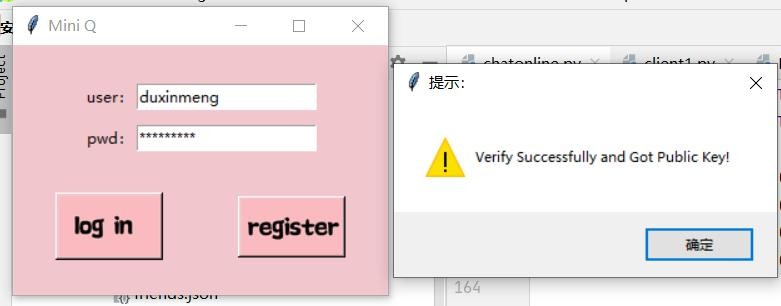 安
Mini Q
user:
duxinmeng
pwd:
*********
log in
register
Project
chatonline.py
client1.py
提示:
Verify Successfully and Got Public Key!
确定
friends.json
164